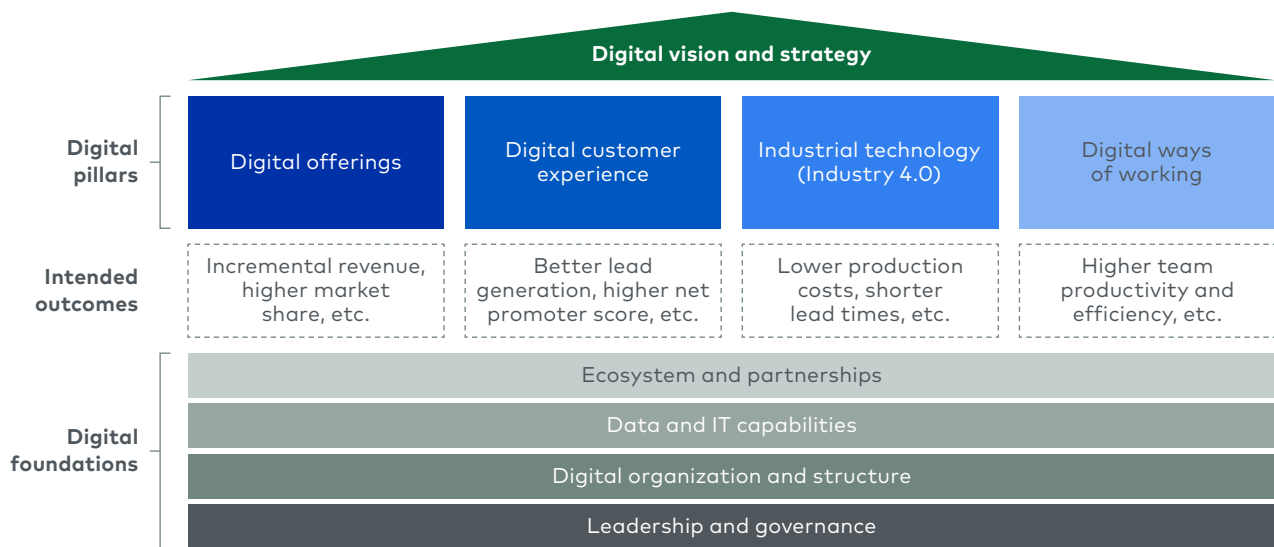 Digital vision and strategy
Digital
pillars
Digital offerings
Digital customer
experience
Industrial technology
(Industry 4.0)
Digital ways
of working
Intended
outcomes
Incremental revenue,
higher market
share, etc.
Better lead
generation, higher net
promoter score, etc.
Lower production
costs, shorter
lead times, etc.
Higher team
productivity and
efficiency, etc.
Digital
foundations
Ecosystem and partnerships
Data and IT capabilities
Digital organization and structure
Leadership and governance